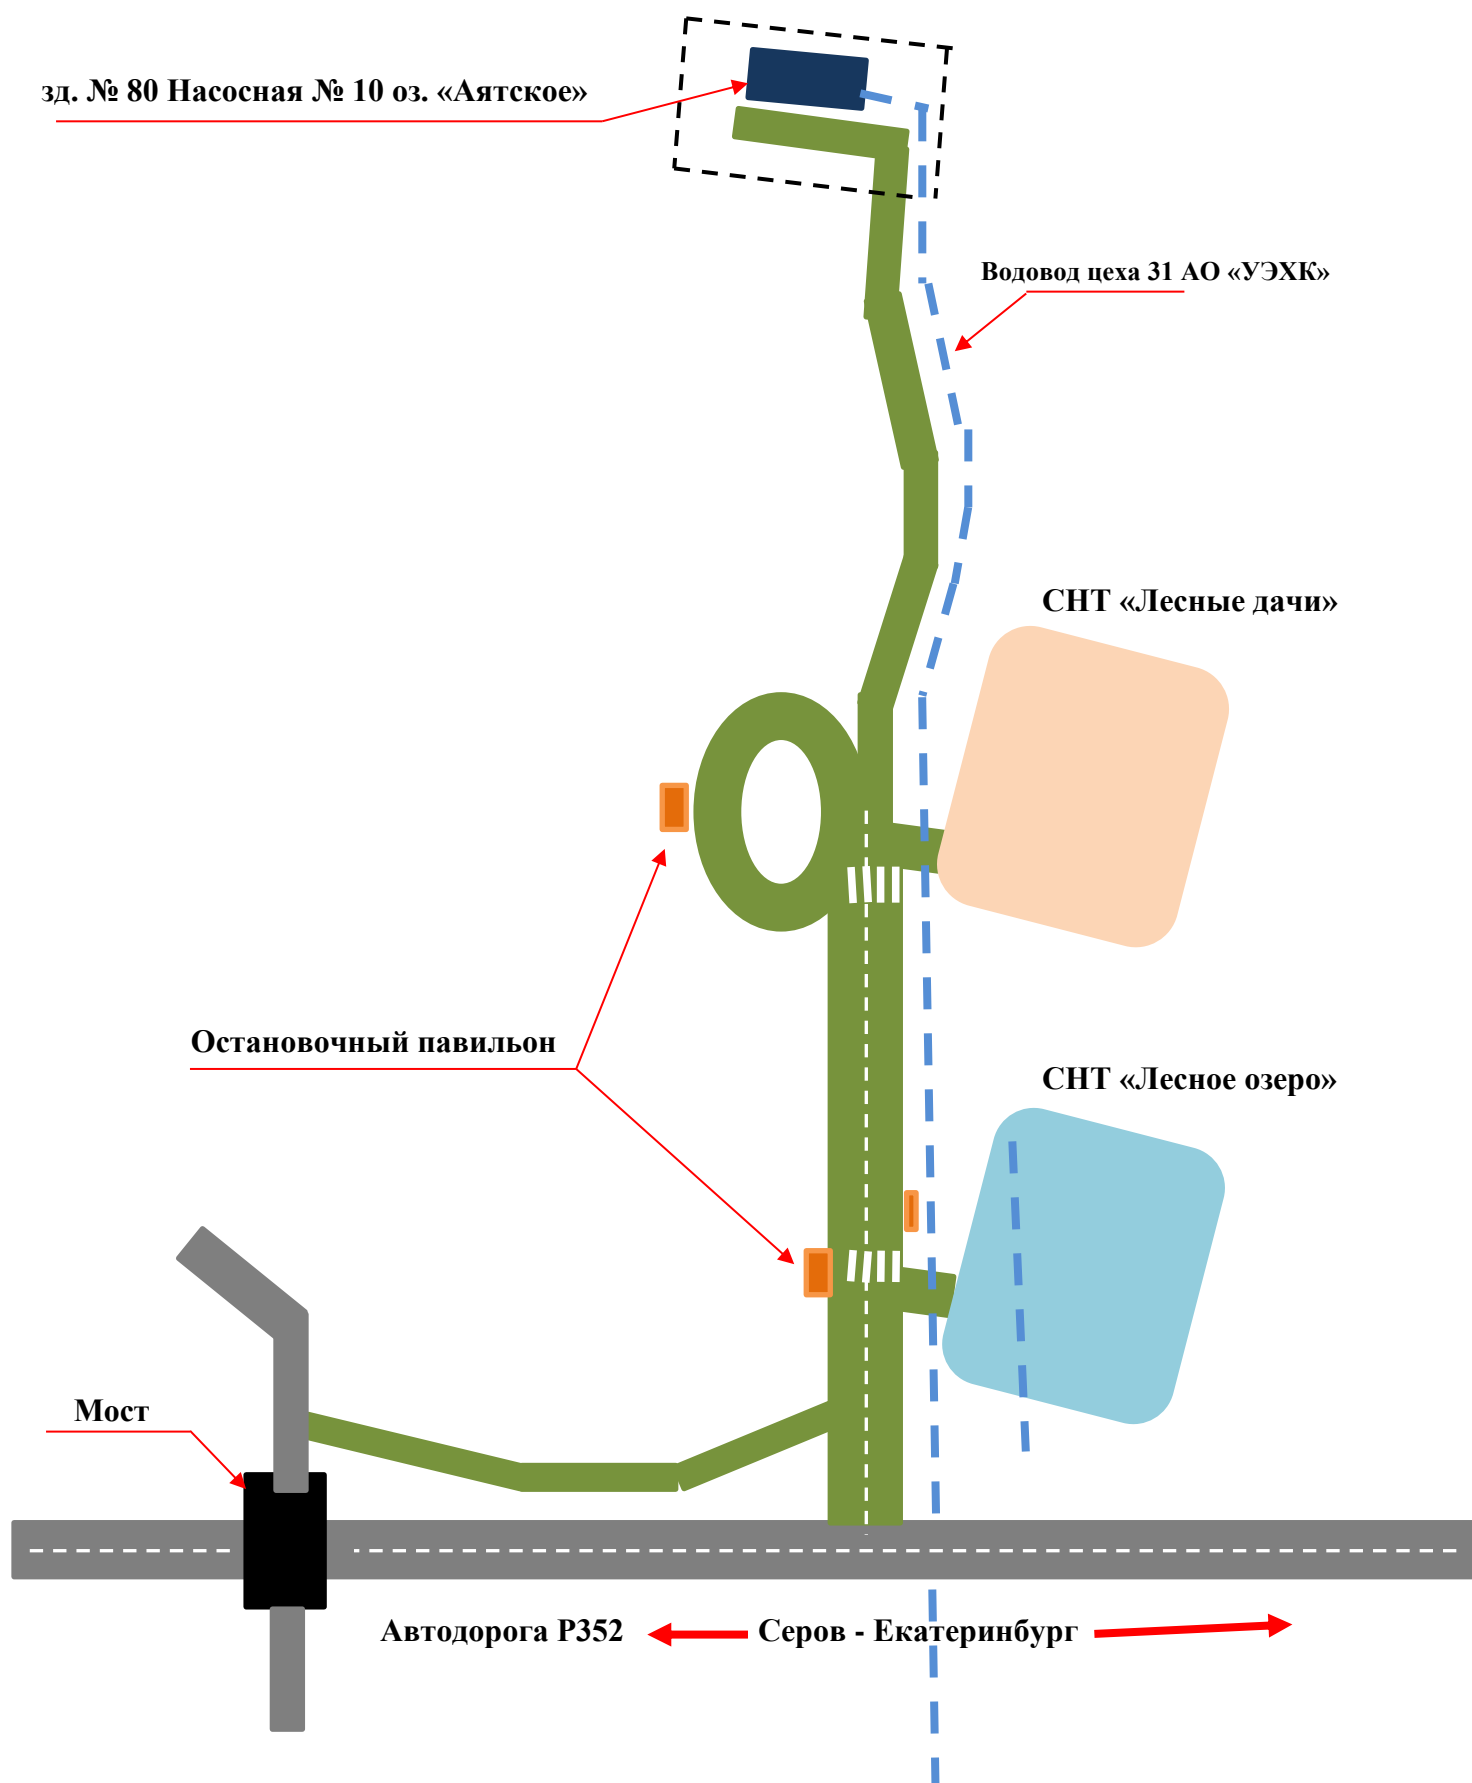 зд. № 80 Насосная № 10 оз. «Аятское»
Водовод цеха 31 АО «УЭХК»
СНТ «Лесные дачи»
Остановочный павильон
СНТ «Лесное озеро»
Мост
Автодорога Р352
Серов - Екатеринбург